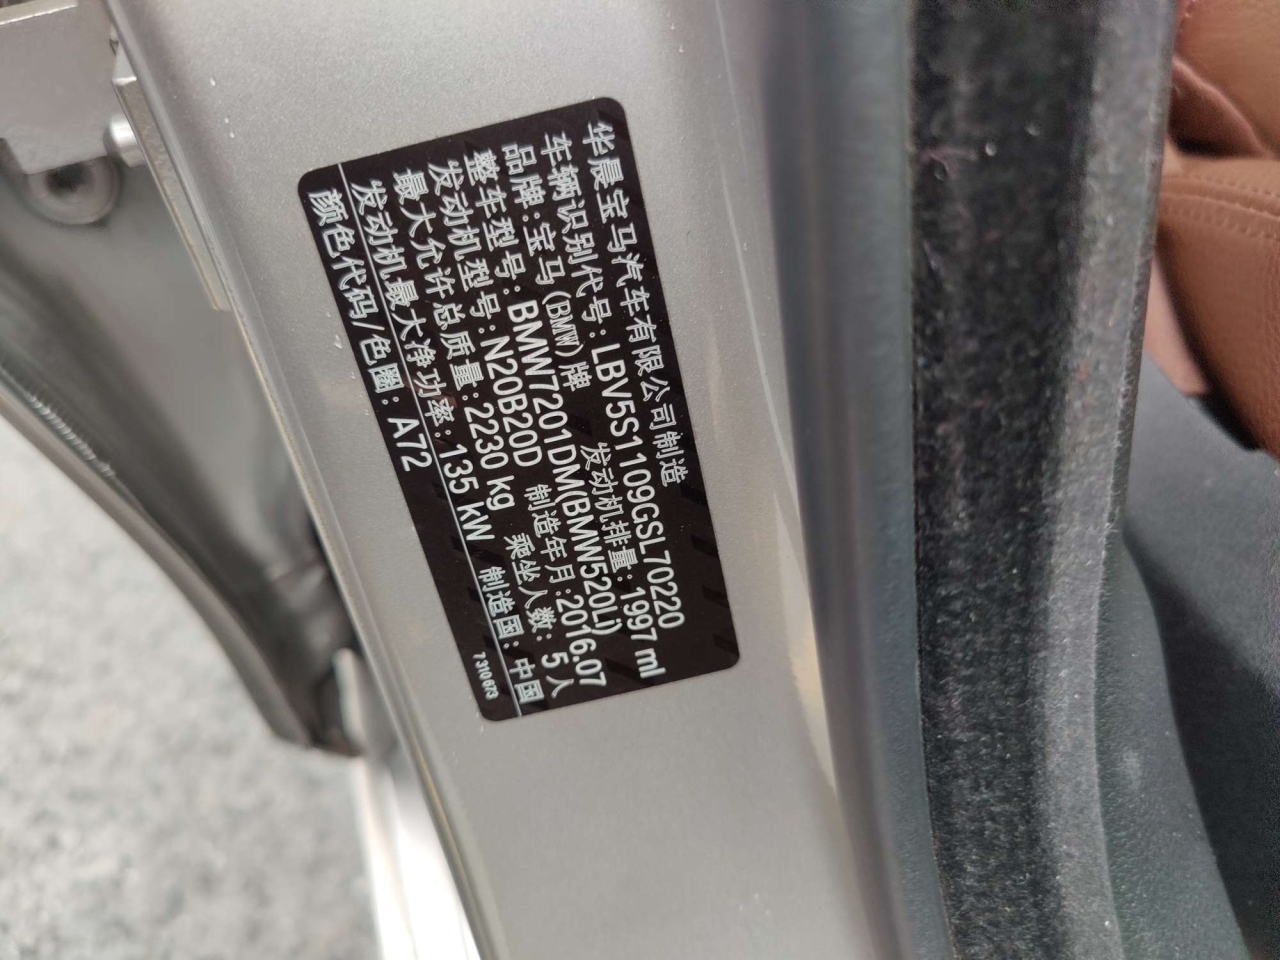 华晨宝马汽车有限公司制造
车辆识别代号: LBV5S1109GSL70220
品牌: 宝马(BMW)牌 发动机排量: 1997 ml
整车型号: BMW7201DM(BMW520Li)
发动机型号: N20B20D 制造年月: 2016.07
最大允许总质量: 2230 kg 乘坐人数: 5人
发动机最大净功率: 135 kW 制造国: 中国
颜色代码/色圈: A72
7 310 673